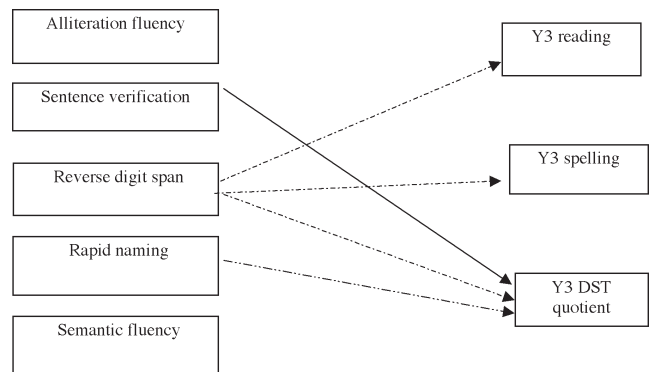 Alliteration fluency
Y3 reading
Sentence verification
Y3 spelling
Reverse digit span
Rapid naming
Y3 DST
quotient
Semantic fluency